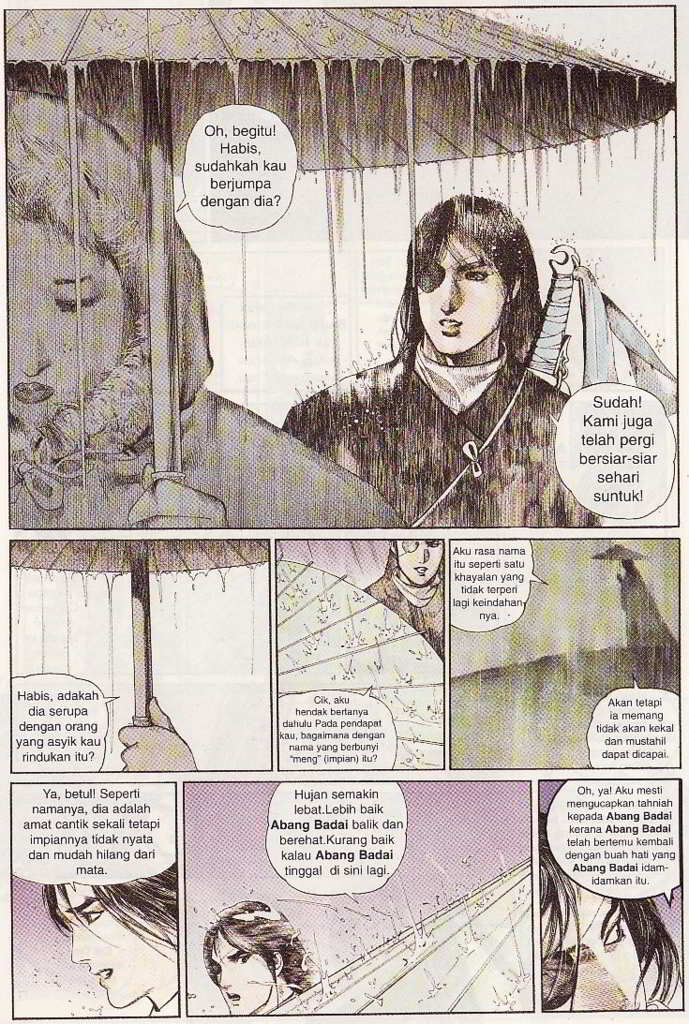 Oh, begitu!
Habis,
sudahkah kau
berjumpa
dengan dia?
Sudah!
Kami juga
telah pergi
bersiar-siar
sehari
suntuk!
Habis, adakah
dia serupa
dengan orang
yang asyik kau
rindukan itu?
Cik, aku
hendak bertanya
dahulu Pada pendapat
kau, bagaimana dengan
nama yang berbunyi
"meng" (impian) itu?
Aku rasa nama
itu seperti satu
khayalan yang
tidak terperi
lagi keindahan-
nya.
Akan tetapi
ia memang
tidak akan kekal
dan mustahil
dapat dicapai.
Ya, betul! Seperti
namanya, dia adalah
amat cantik sekali tetapi
impiannya tidak nyata
dan mudah hilang dari
mata.
Hujan semakin
lebat.Lebih baik
Abang Badai balik dan
berehat.Kurang baik
kalau Abang Badai
tinggal di sini lagi.
Oh, ya! Aku mesti
mengucapkan tahniah
kepada Abang Badai
kerana Abang Badai
telah bertemu kembali
dengan buah hati yang
Abang Badai idam-
idamkan itu.